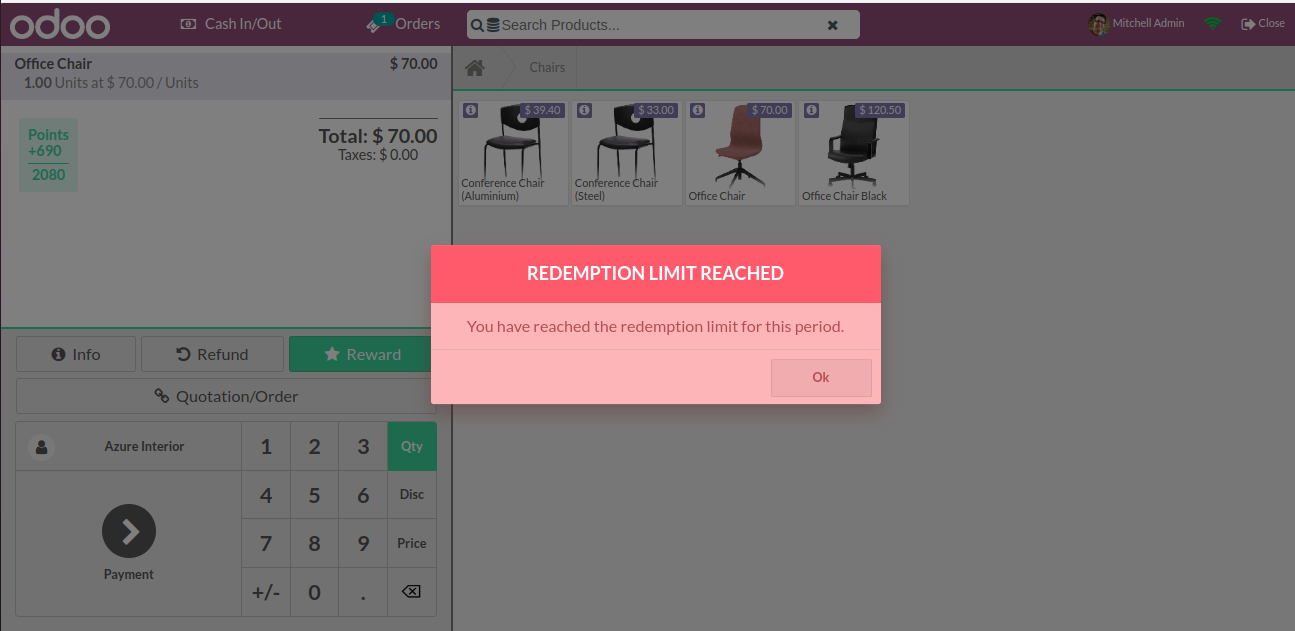 odoo
Cash In/Out
1
Orders
Search Products...
Mitchell Admin
Close
Office Chair $ 70.00
1.00 Units at $ 70.00 / Units
Points
+690
2080
Total: $ 70.00
Taxes: $ 0.00
Chairs
$ 39.40
Conference Chair
(Aluminium)
$ 33.00
Conference Chair
(Steel)
$ 70.00
Office Chair
$ 120.50
Office Chair Black
REDEMPTION LIMIT REACHED
You have reached the redemption limit for this period.
Ok
Info
Refund
Reward
Quotation/Order
Azure Interior
Payment
1 2 3 Qty
4 5 6 Disc
7 8 9 Price
+/- 0 .